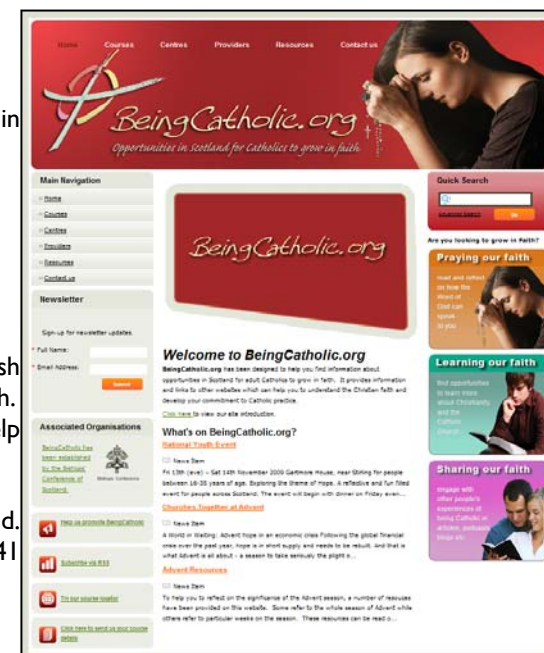 in
sh
h.
elp
d.
41
Home Courses Centres Providers Resources Contact us
BeingCatholic.org
Opportunities in Scotland for Catholics to grow in faith
Main Navigation
Home
Courses
Centres
Providers
Resources
Contact us
Newsletter
Sign-up for newsletter updates.
* Full Name:
* Email Address:
Submit
Associated Organisations
BeingCatholic has
been established
by the Bishops'
Conference of
Scotland.
Bishops' Conference
Help us promote BeingCatholic
Subscribe via RSS
Try our course locator
Click here to send us your course
details
BeingCatholic.org
Welcome to BeingCatholic.org
BeingCatholic.org has been designed to help you find information about
opportunities in Scotland for adult Catholics to grow in faith. It provides information
and links to other websites which can help you to understand the Christian faith and
develop your commitment to Catholic practice.
Click here to view our site introduction.
What's on BeingCatholic.org?
National Youth Event
News Item
Fri 13th (eve) – Sat 14th November 2009 Gartmore House, near Stirling for people
between 16-35 years of age. Exploring the theme of Hope. A reflective and fun filled
event for people across Scotland. The event will begin with dinner on Friday even...
Churches Together at Advent
News Item
A World in Waiting: Advent hope in an economic crisis Following the global financial
crisis over the past year, hope is in short supply and needs to be rebuilt. And that is
what Advent is all about – a season to take seriously the plight o...
Advent Resources
News Item
To help you to reflect on the significance of the Advent season, a number of resources
have been provided on this website. Some refer to the whole season of Advent while
others refer to particular weeks on the season. These resources can be read o...
Quick Search
Advanced Search
Go
Are you looking to grow in Faith?
Praying our faith
read and reflect
on how the
Word of
God can
speak
to you
Learning our faith
find opportunities
to learn more
about Christianity
and the
Catholic
Church
Sharing our faith
engage with
other people's
experiences of
being Catholic in
articles, podcasts,
blogs etc